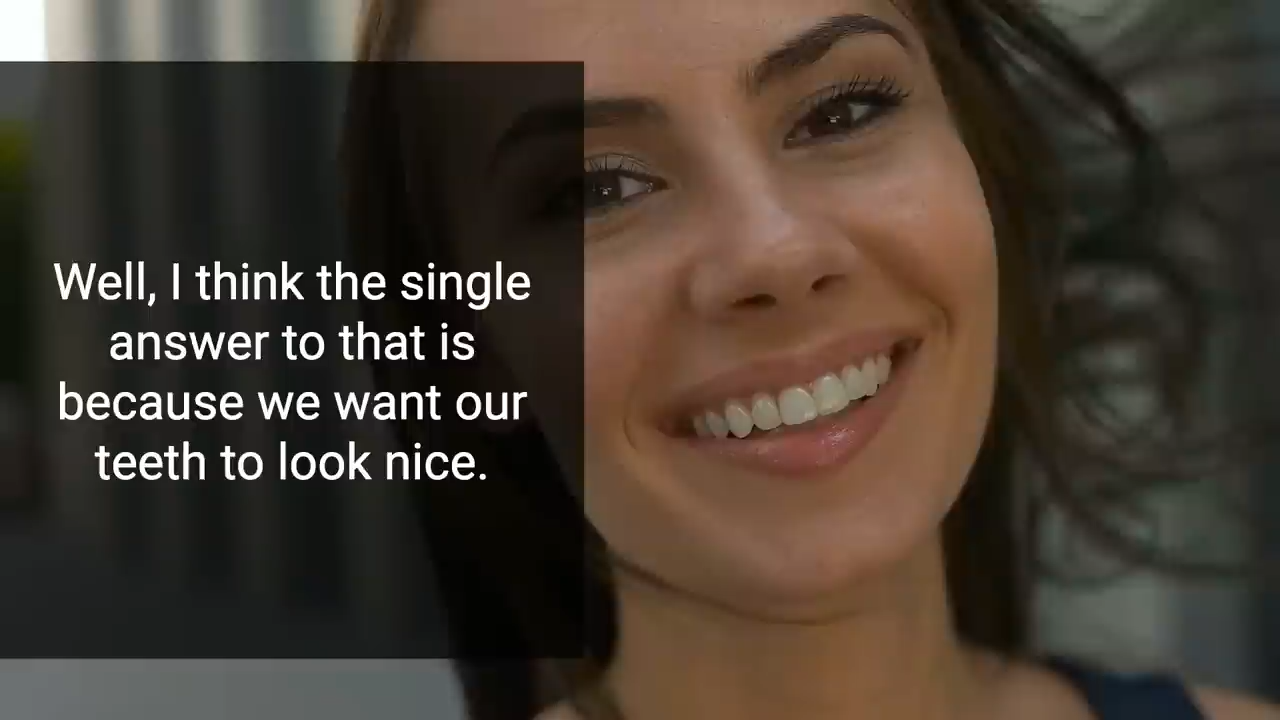 Well, I think the single
answer to that is
because we want our
teeth to look nice.